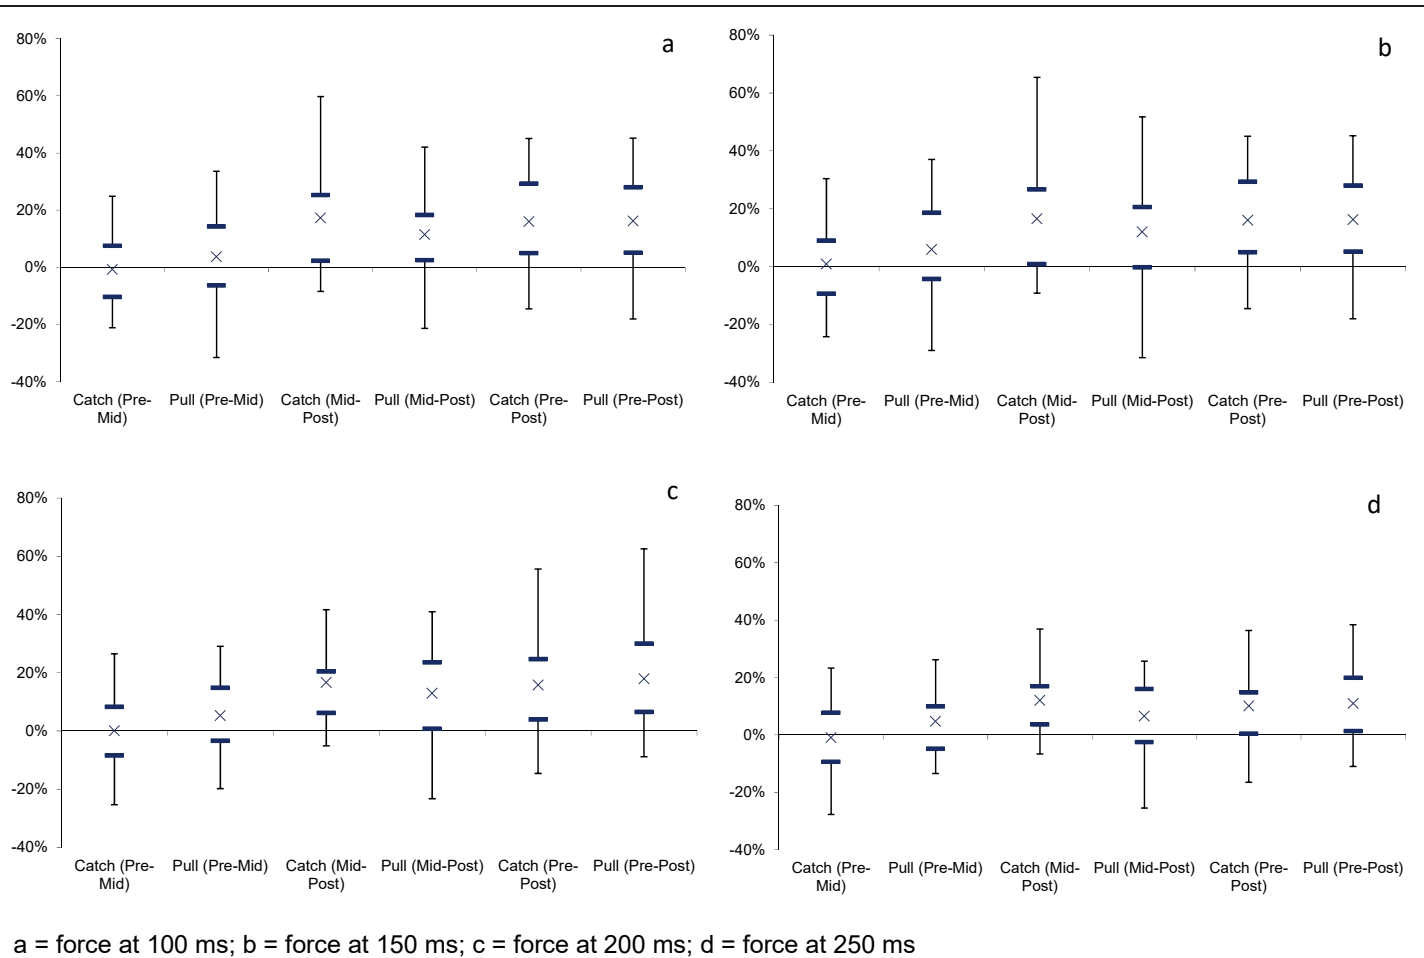 a
80%
60%
40%
20%
0%
-20%
-40%
Catch (Pre-
Mid)
Pull (Pre-Mid)
Catch (Mid-
Post)
Pull (Mid-Post)
Catch (Pre-
Post)
Pull (Pre-Post)
b
80%
60%
40%
20%
0%
-20%
-40%
Catch (Pre-
Mid)
Pull (Pre-Mid)
Catch (Mid-
Post)
Pull (Mid-Post)
Catch (Pre-
Post)
Pull (Pre-Post)
c
80%
60%
40%
20%
0%
-20%
-40%
Catch (Pre-
Mid)
Pull (Pre-Mid)
Catch (Mid-
Post)
Pull (Mid-Post)
Catch (Pre-
Post)
Pull (Pre-Post)
d
80%
60%
40%
20%
0%
-20%
-40%
Catch (Pre-
Mid)
Pull (Pre-Mid)
Catch (Mid-
Post)
Pull (Mid-Post)
Catch (Pre-
Post)
Pull (Pre-Post)
a = force at 100 ms; b = force at 150 ms; c = force at 200 ms; d = force at 250 ms